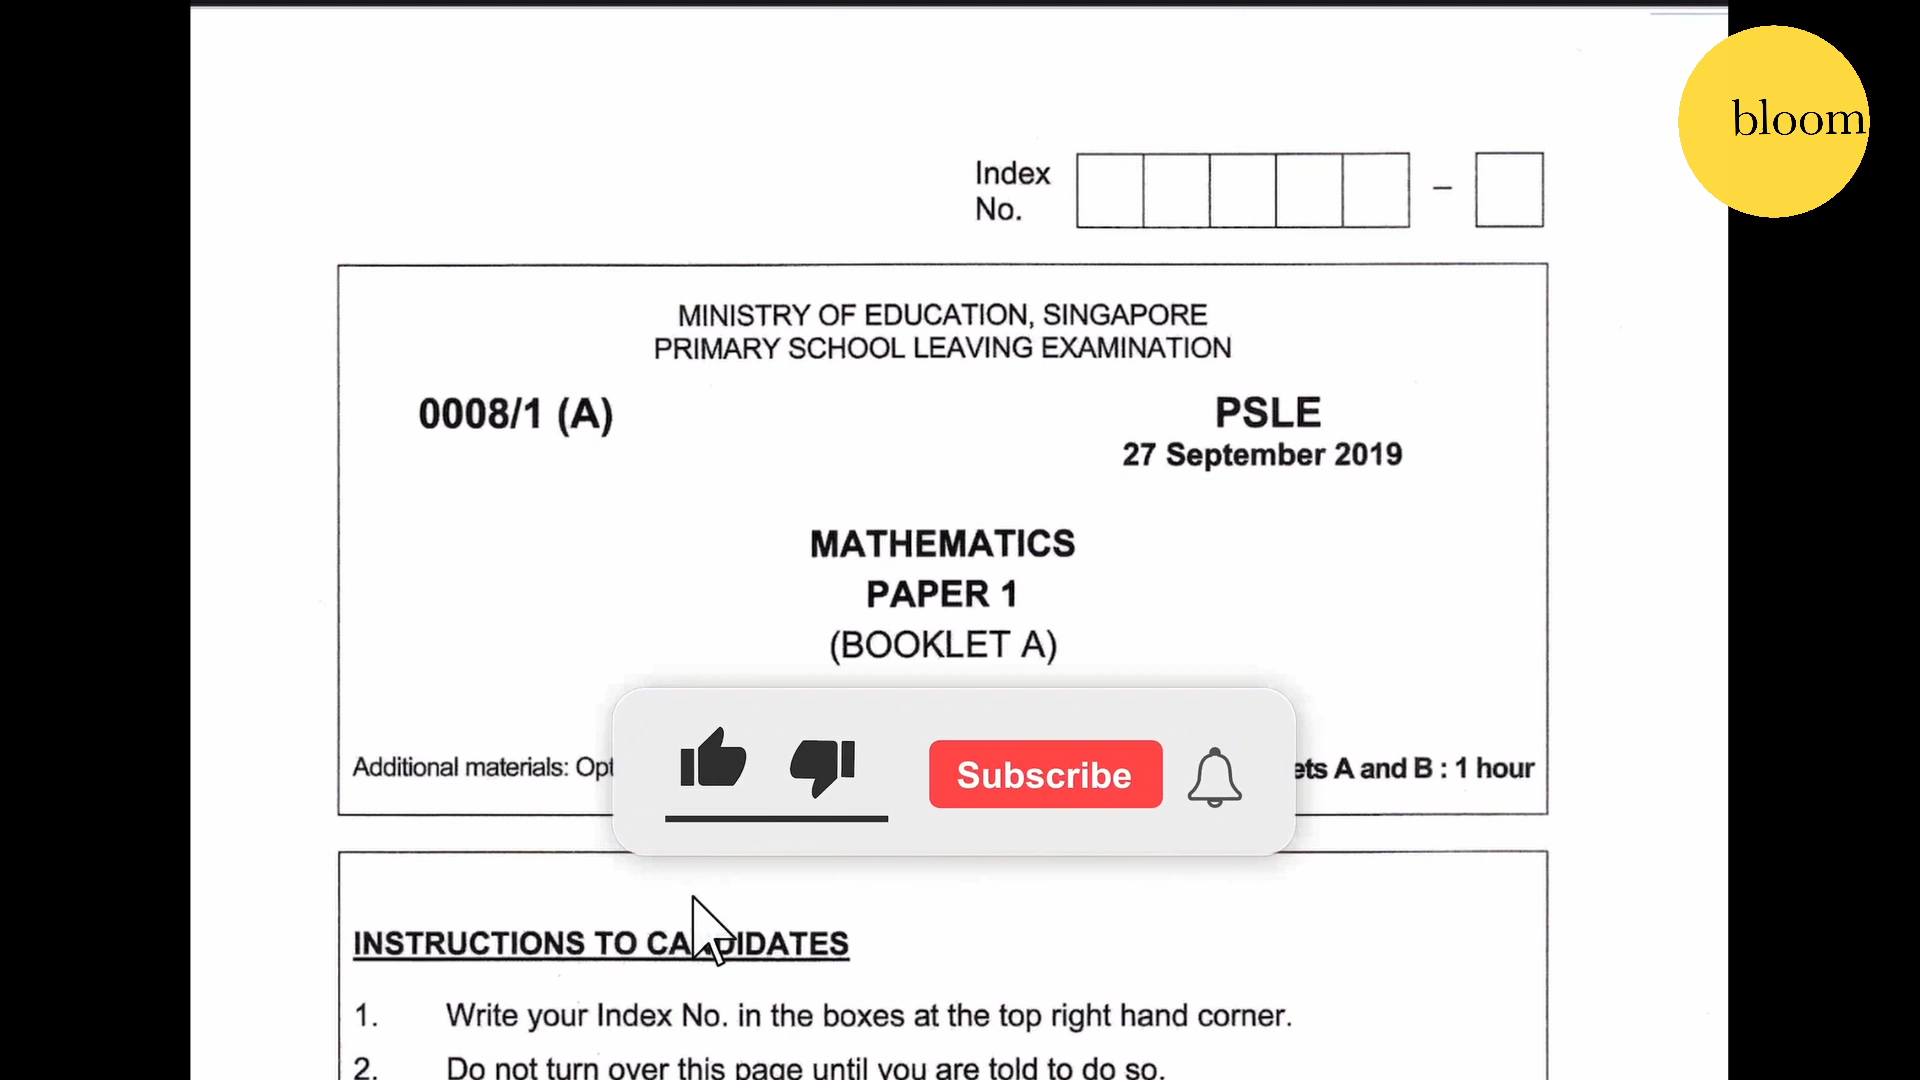 bloom
Index
No.
–
MINISTRY OF EDUCATION, SINGAPORE
PRIMARY SCHOOL LEAVING EXAMINATION
0008/1 (A)
PSLE
27 September 2019
MATHEMATICS
PAPER 1
(BOOKLET A)
Additional materials: Opt
Subscribe
ets A and B : 1 hour
INSTRUCTIONS TO CANDIDATES
1. Write your Index No. in the boxes at the top right hand corner.
2. Do not turn over this page until you are told to do so.